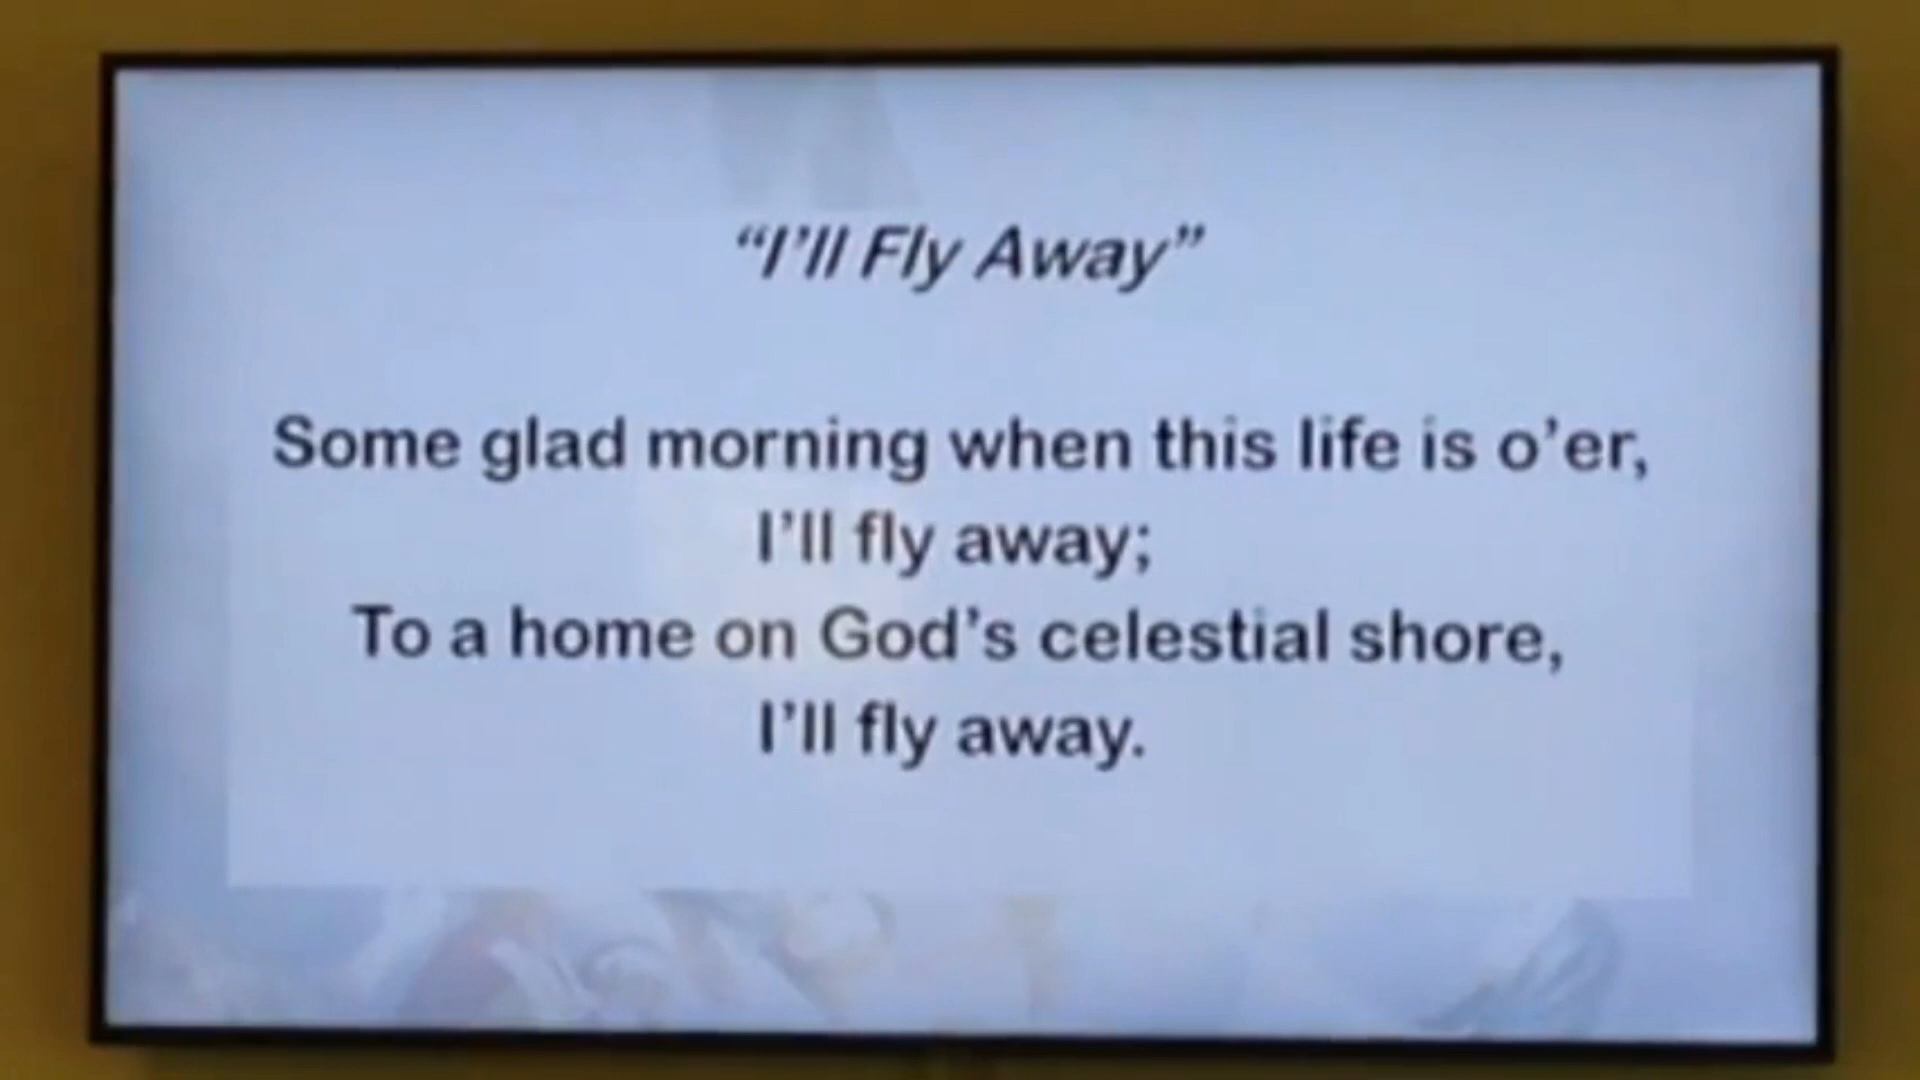 “I’ll Fly Away”
Some glad morning when this life is o’er,
I’ll fly away;
To a home on God’s celestial shore,
I’ll fly away.